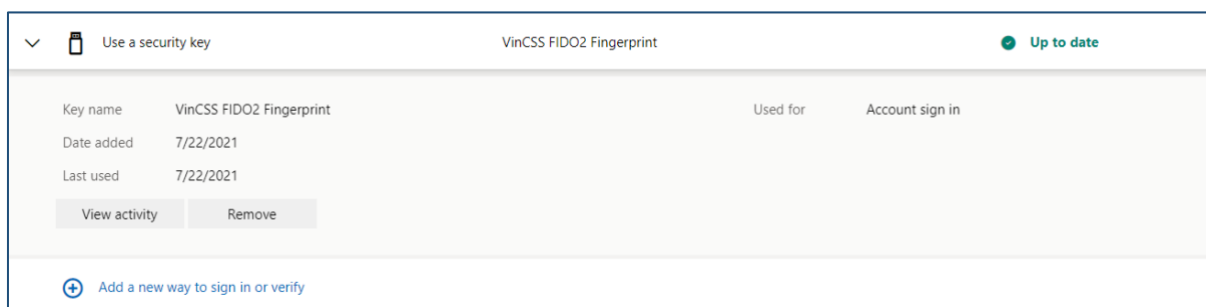 Use a security key VinCSS FIDO2 Fingerprint Up to date
Key name VinCSS FIDO2 Fingerprint Used for Account sign in
Date added 7/22/2021
Last used 7/22/2021
View activity Remove
Add a new way to sign in or verify